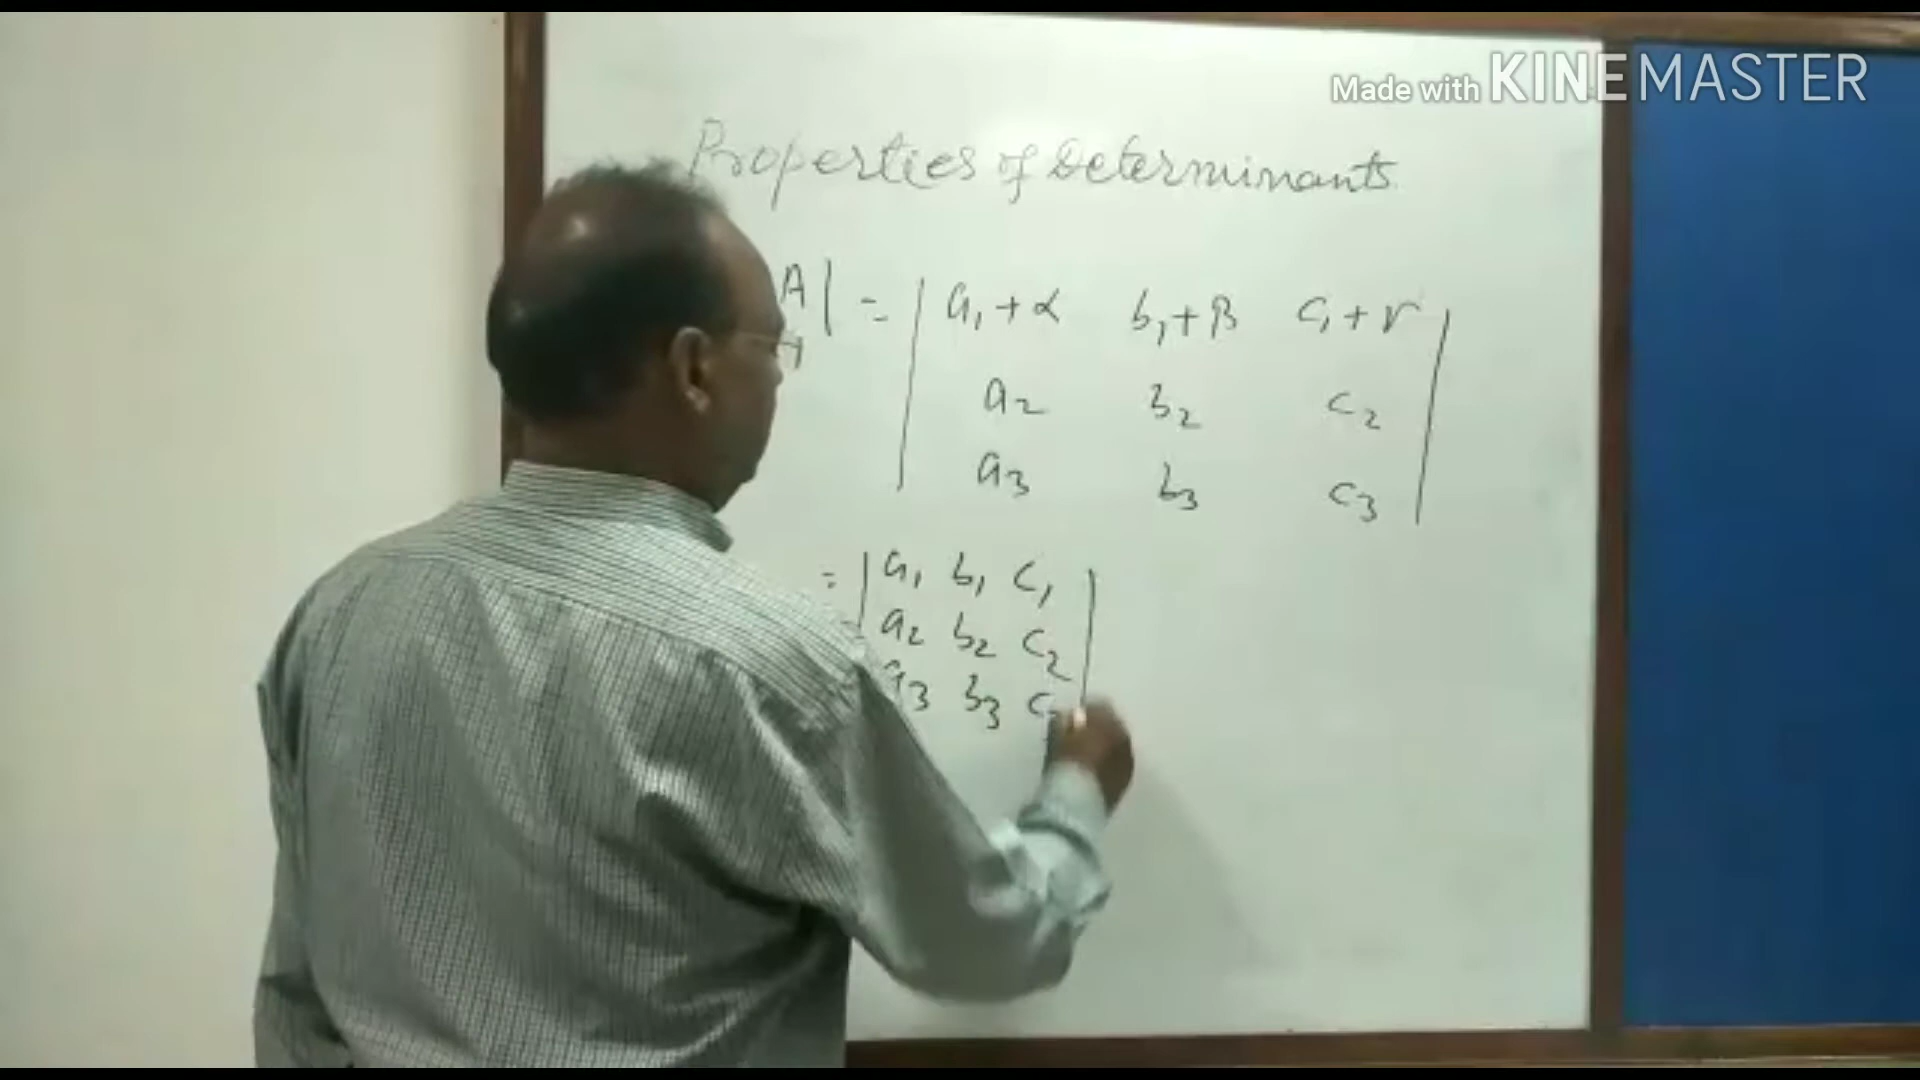 Made with KINEMASTER
Properties of Determinants
A| = | a₁+α b₁+β c₁+r |
a₂ b₂ c₂
a₃ b₃ c₃
= | a₁ b₁ c₁ |
a₂ b₂ c₂
a₃ b₃ c